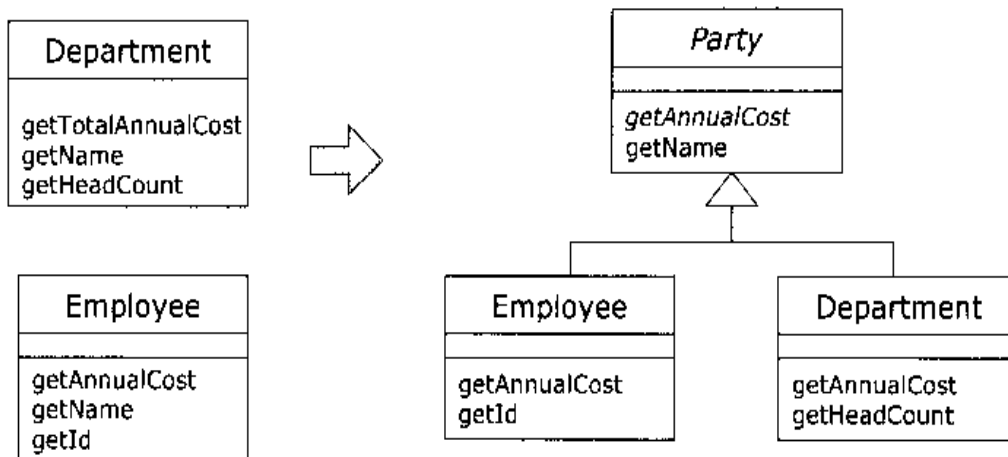 Department
getTotalAnnualCost
getName
getHeadCount
Employee
getAnnualCost
getName
getId
Party
getAnnualCost
getName
Employee
getAnnualCost
getId
Department
getAnnualCost
getHeadCount